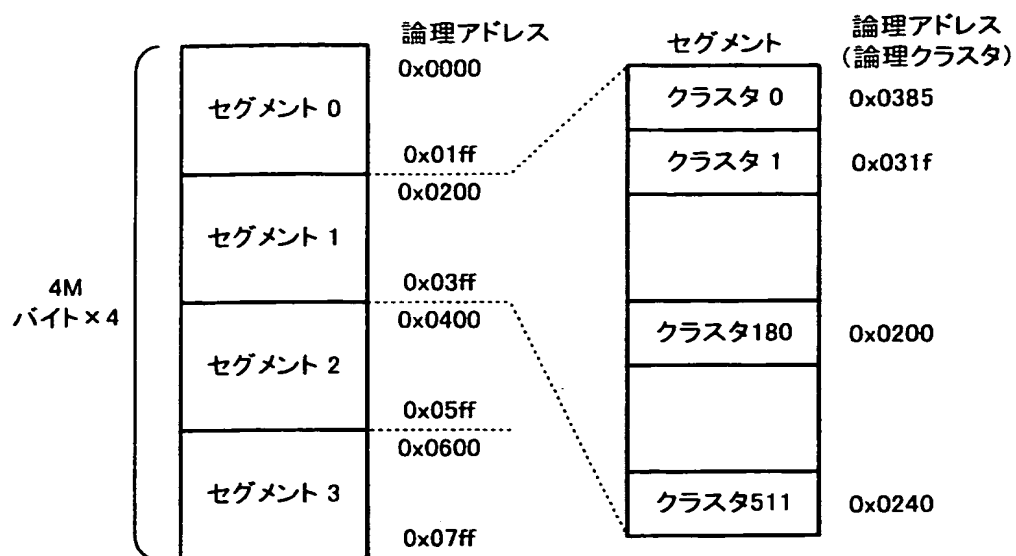 論理アドレス
0x0000
セグメント 0
0x01ff
0x0200
セグメント 1
0x03ff
0x0400
セグメント 2
0x05ff
0x0600
セグメント 3
0x07ff
4M
バイト×4
セグメント
論理アドレス
(論理クラスタ)
クラスタ 0
0x0385
クラスタ 1
0x031f
クラスタ180
0x0200
クラスタ511
0x0240